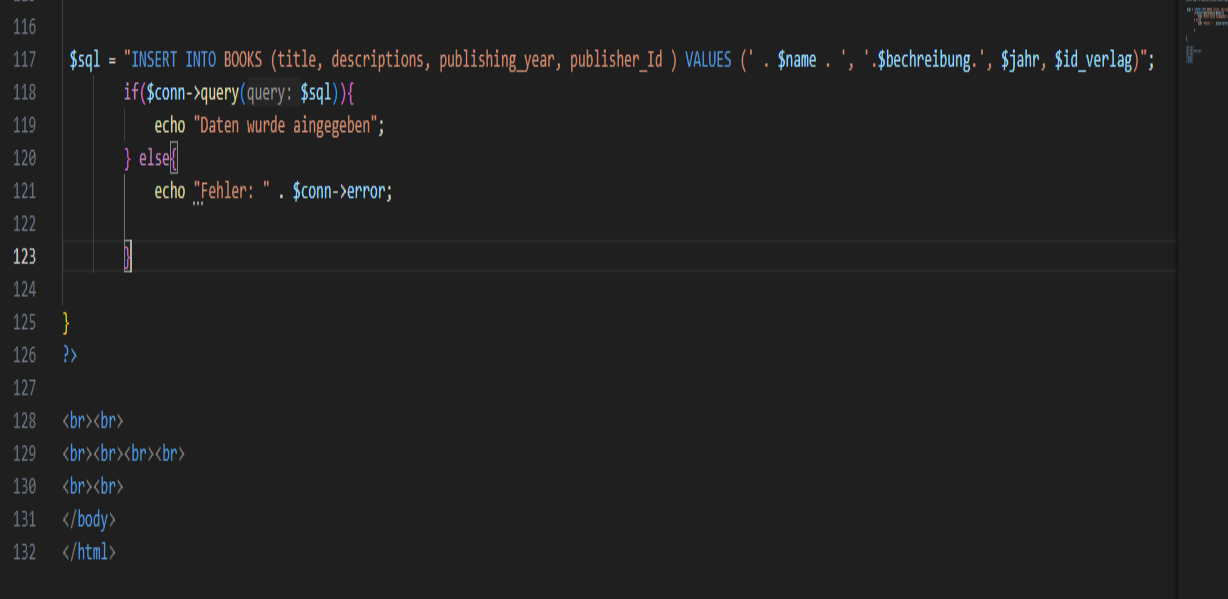 116
117 $sql = "INSERT INTO BOOKS (title, descriptions, publishing_year, publisher_Id ) VALUES (' . $name . ', '.$bechreibung.', $jahr, $id_verlag)";
118 if($conn->query(query: $sql)){
119 echo "Daten wurde aingegeben";
120 } else{
121 echo "Fehler: " . $conn->error;
122
123 }
124
125 }
126 ?>
127
128 <br><br>
129 <br><br><br><br>
130 <br><br>
131 </body>
132 </html>